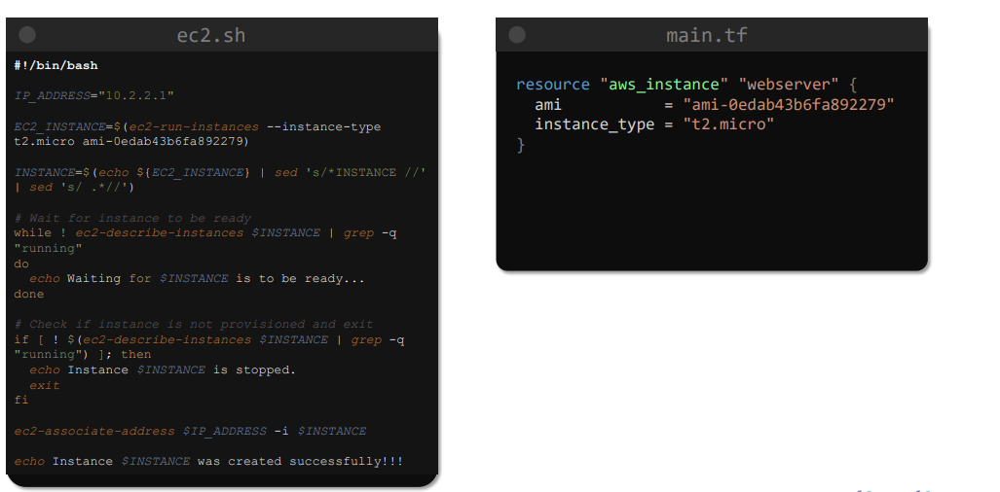 ec2.sh
#!/bin/bash
IP_ADDRESS="10.2.2.1"
EC2_INSTANCE=$(ec2-run-instances --instance-type
t2.micro ami-0edab43b6fa892279)
INSTANCE=$(echo ${EC2_INSTANCE} | sed 's/*INSTANCE //'
| sed 's/ .*//')
# Wait for instance to be ready
while ! ec2-describe-instances $INSTANCE | grep -q
"running"
do
echo Waiting for $INSTANCE is to be ready...
done
# Check if instance is not provisioned and exit
if [ ! $(ec2-describe-instances $INSTANCE | grep -q
"running") ]; then
echo Instance $INSTANCE is stopped.
exit
fi
ec2-associate-address $IP_ADDRESS -i $INSTANCE
echo Instance $INSTANCE was created successfully!!!
main.tf
resource "aws_instance" "webserver" {
ami = "ami-0edab43b6fa892279"
instance_type = "t2.micro"
}